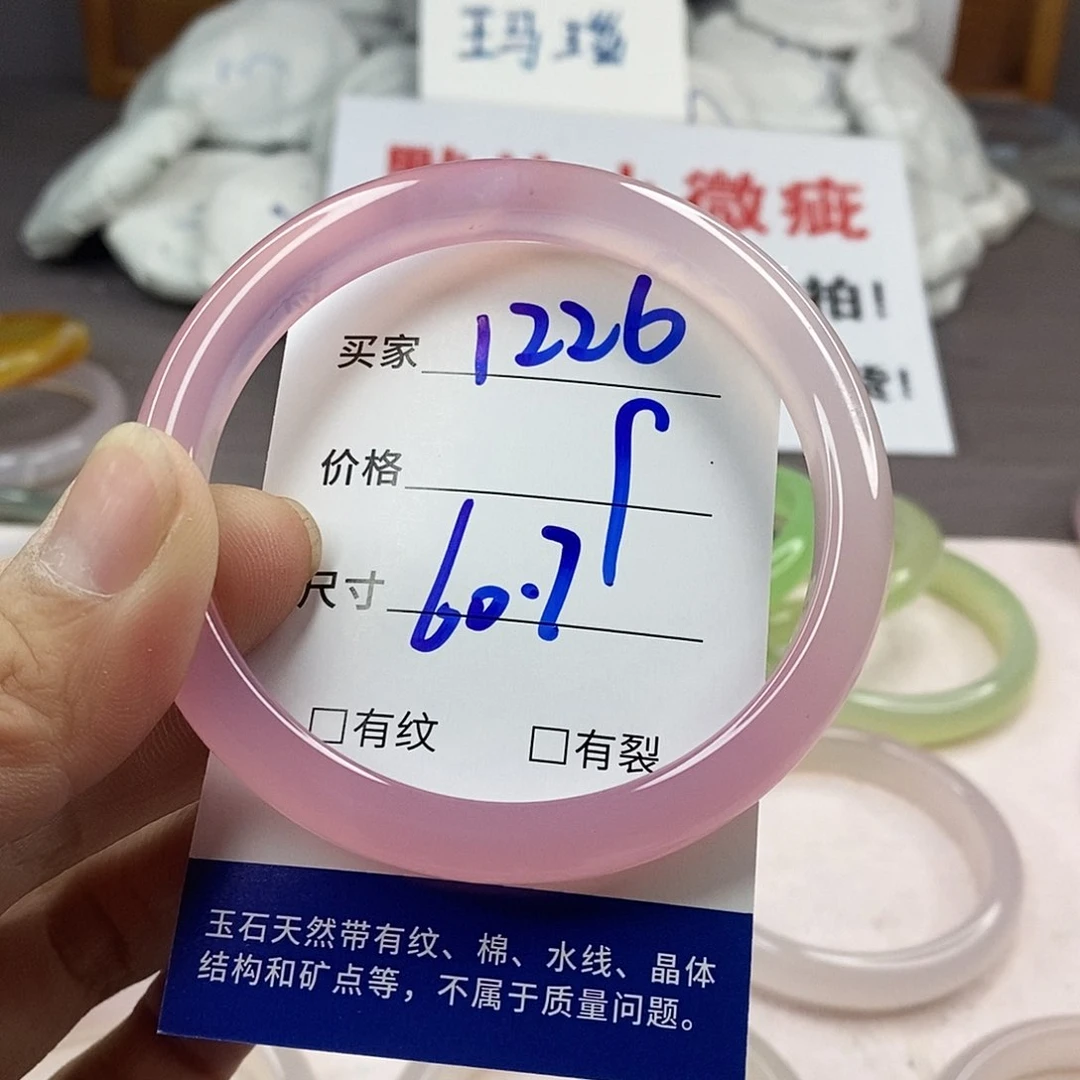 玛瑙
微疵
拍!
买家 1226
价格
尺寸 60.7
□有纹 □有裂
玉石天然带有纹、棉、水线、晶体
结构和矿点等，不属于质量问题。